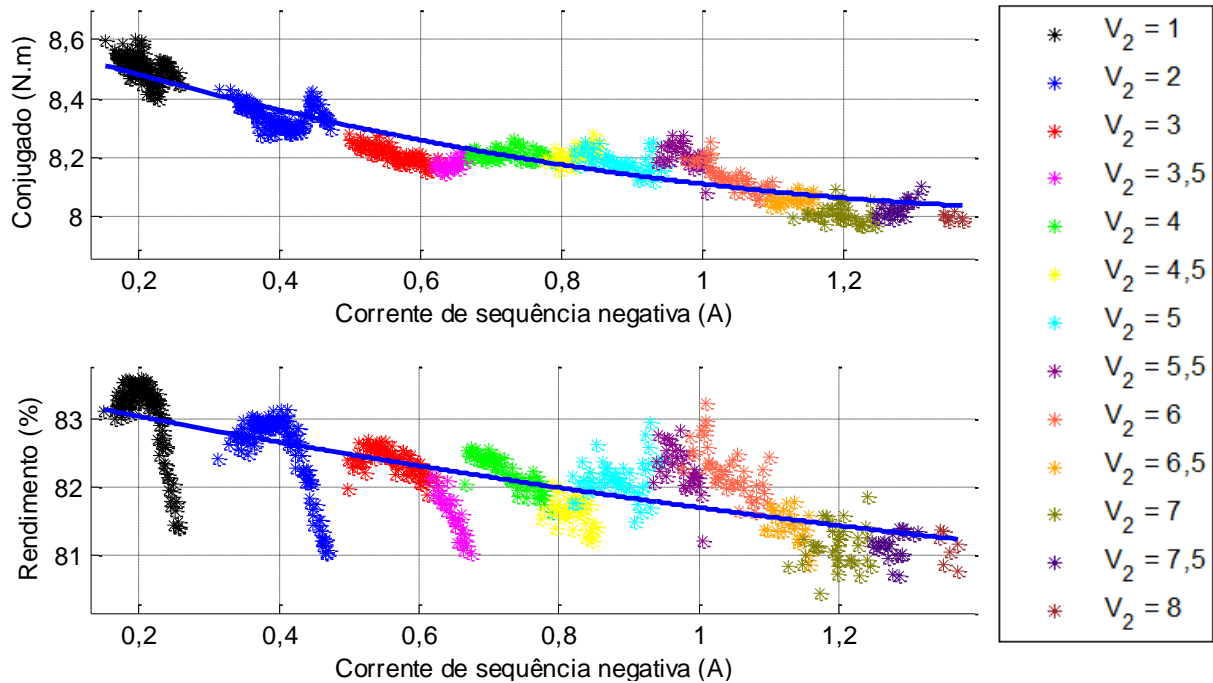 Conjugado (N.m)
8,6
8,4
8,2
8
0,2 0,4 0,6 0,8 1 1,2
Corrente de sequência negativa (A)
Rendimento (%)
83
82
81
0,2 0,4 0,6 0,8 1 1,2
Corrente de sequência negativa (A)
V2 = 1
V2 = 2
V2 = 3
V2 = 3,5
V2 = 4
V2 = 4,5
V2 = 5
V2 = 5,5
V2 = 6
V2 = 6,5
V2 = 7
V2 = 7,5
V2 = 8